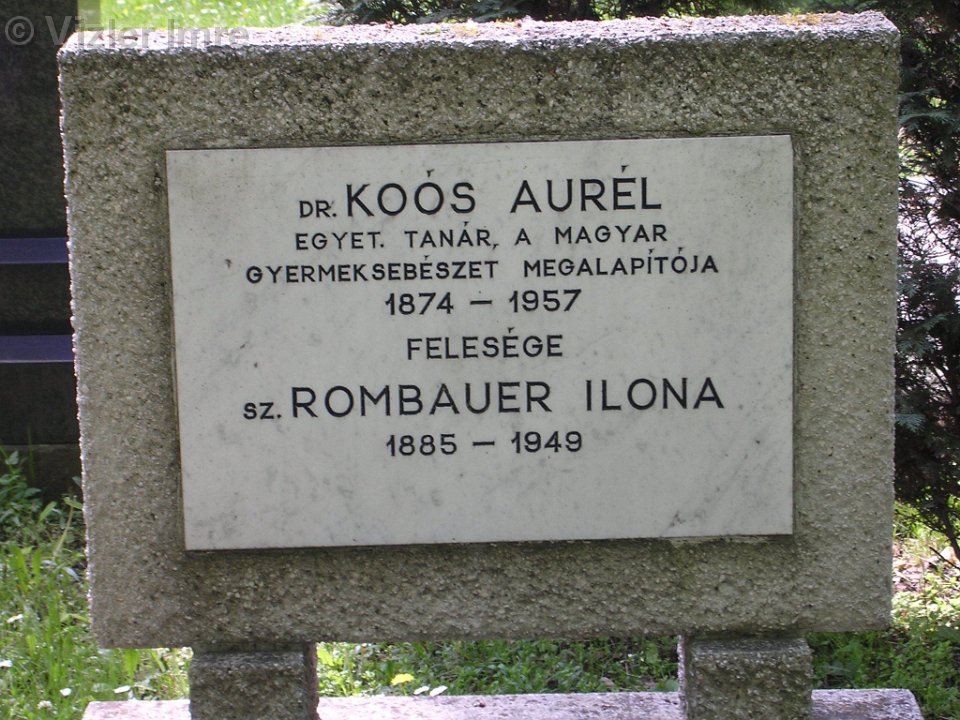 © Vizler Imre
DR. KOÓS AURÉL
EGYET. TANÁR, A MAGYAR
GYERMEKSEBÉSZET MEGALAPÍTÓJA
1874 – 1957
FELESÉGE
SZ. ROMBAUER ILONA
1885 – 1949